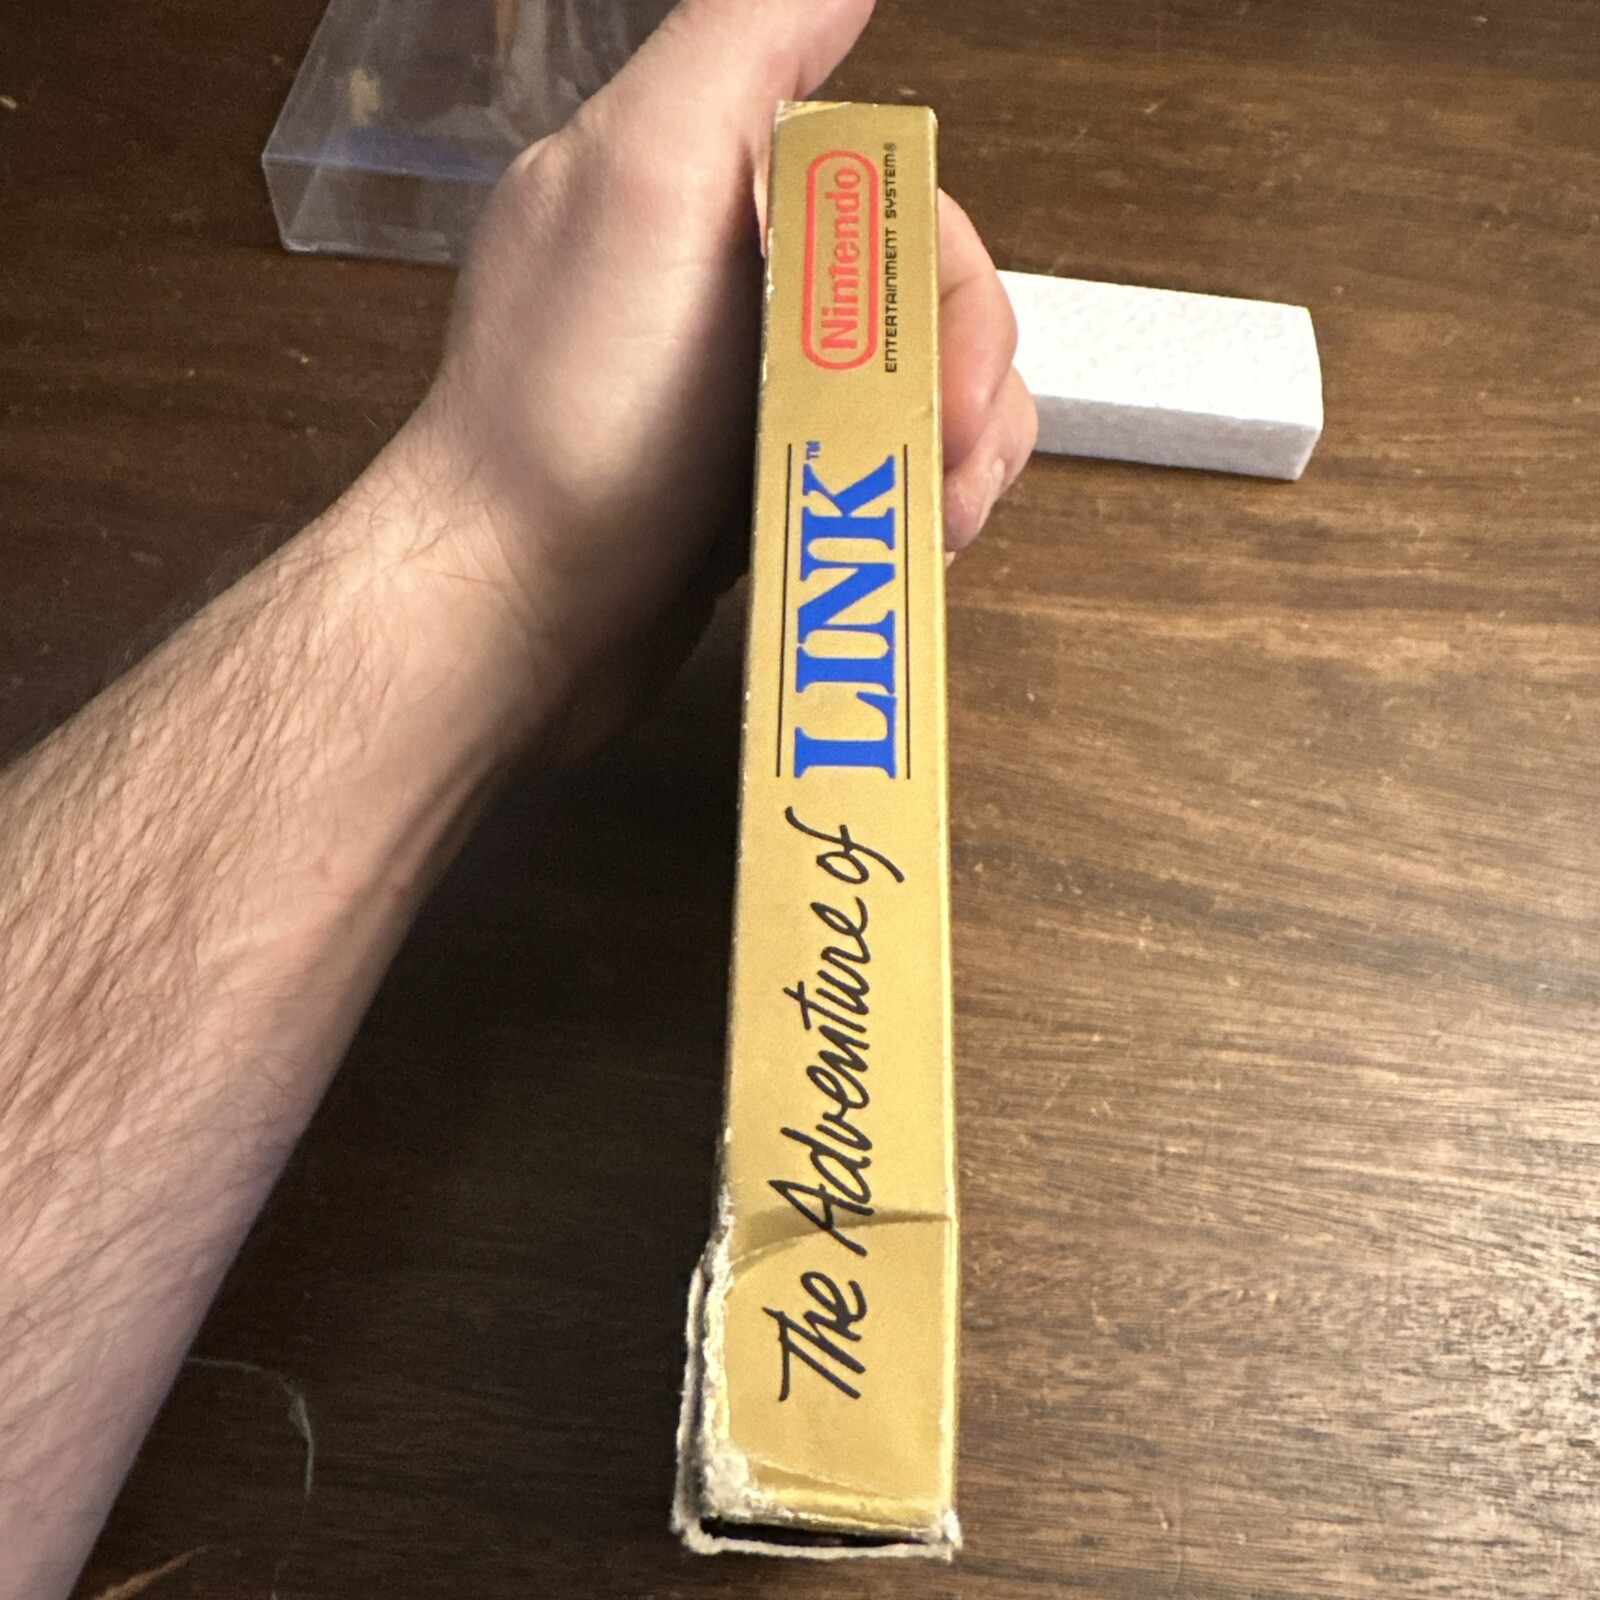 The Adventure of LINK™
Nintendo
ENTERTAINMENT SYSTEM®